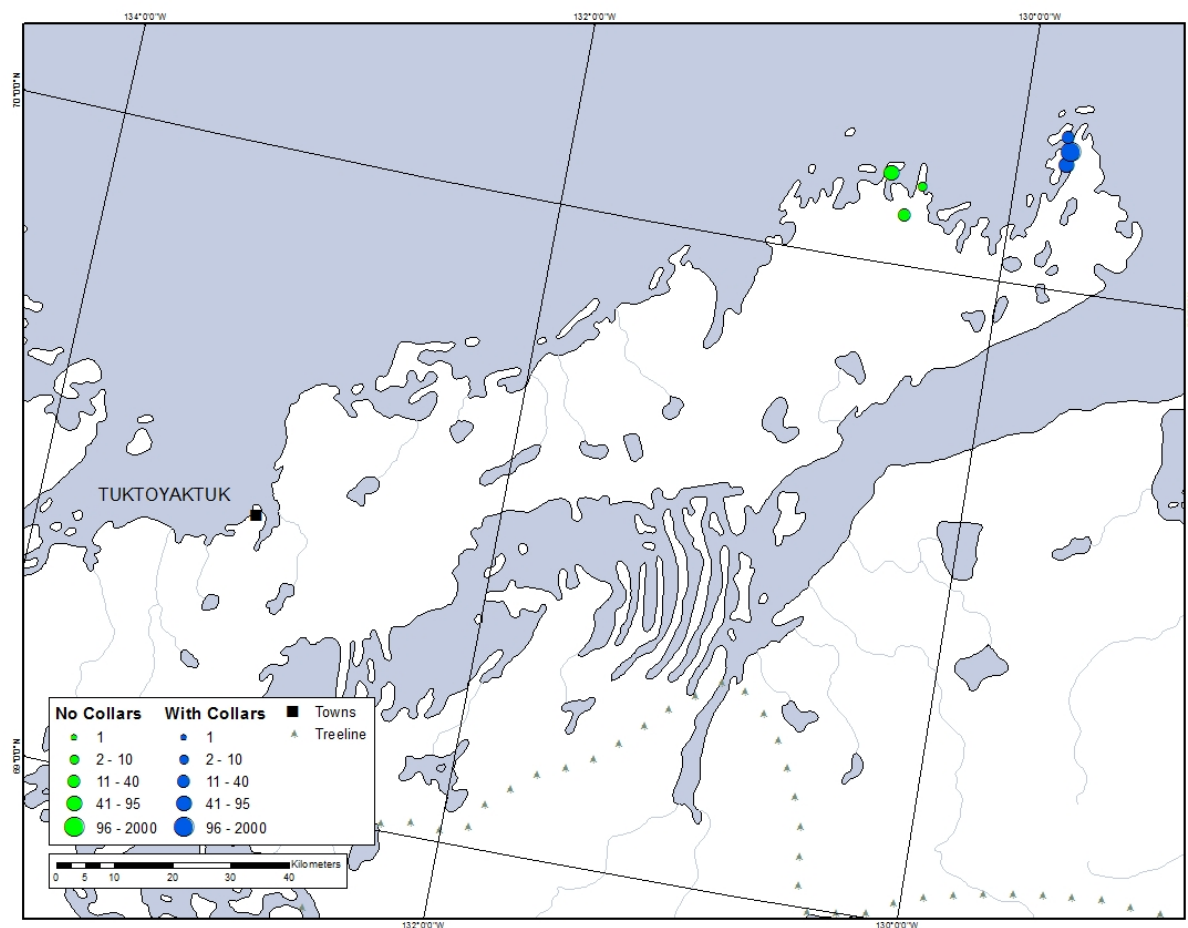 134°0'0"W 132°0'0"W 130°0'0"W
70°0'0"N
TUKTOYAKTUK
69°0'0"N
No Collars With Collars Towns
1 1 Treeline
2 - 10 2 - 10
11 - 40 11 - 40
41 - 95 41 - 95
96 - 2000 96 - 2000
Kilometers
0 5 10 20 30 40
132°0'0"W 130°0'0"W